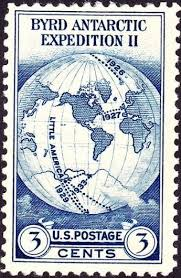 BYRD ANTARCTIC
EXPEDITION II
1926
1927
LITTLE AMERICA
1933
1929
3 U.S. POSTAGE 3
CENTS